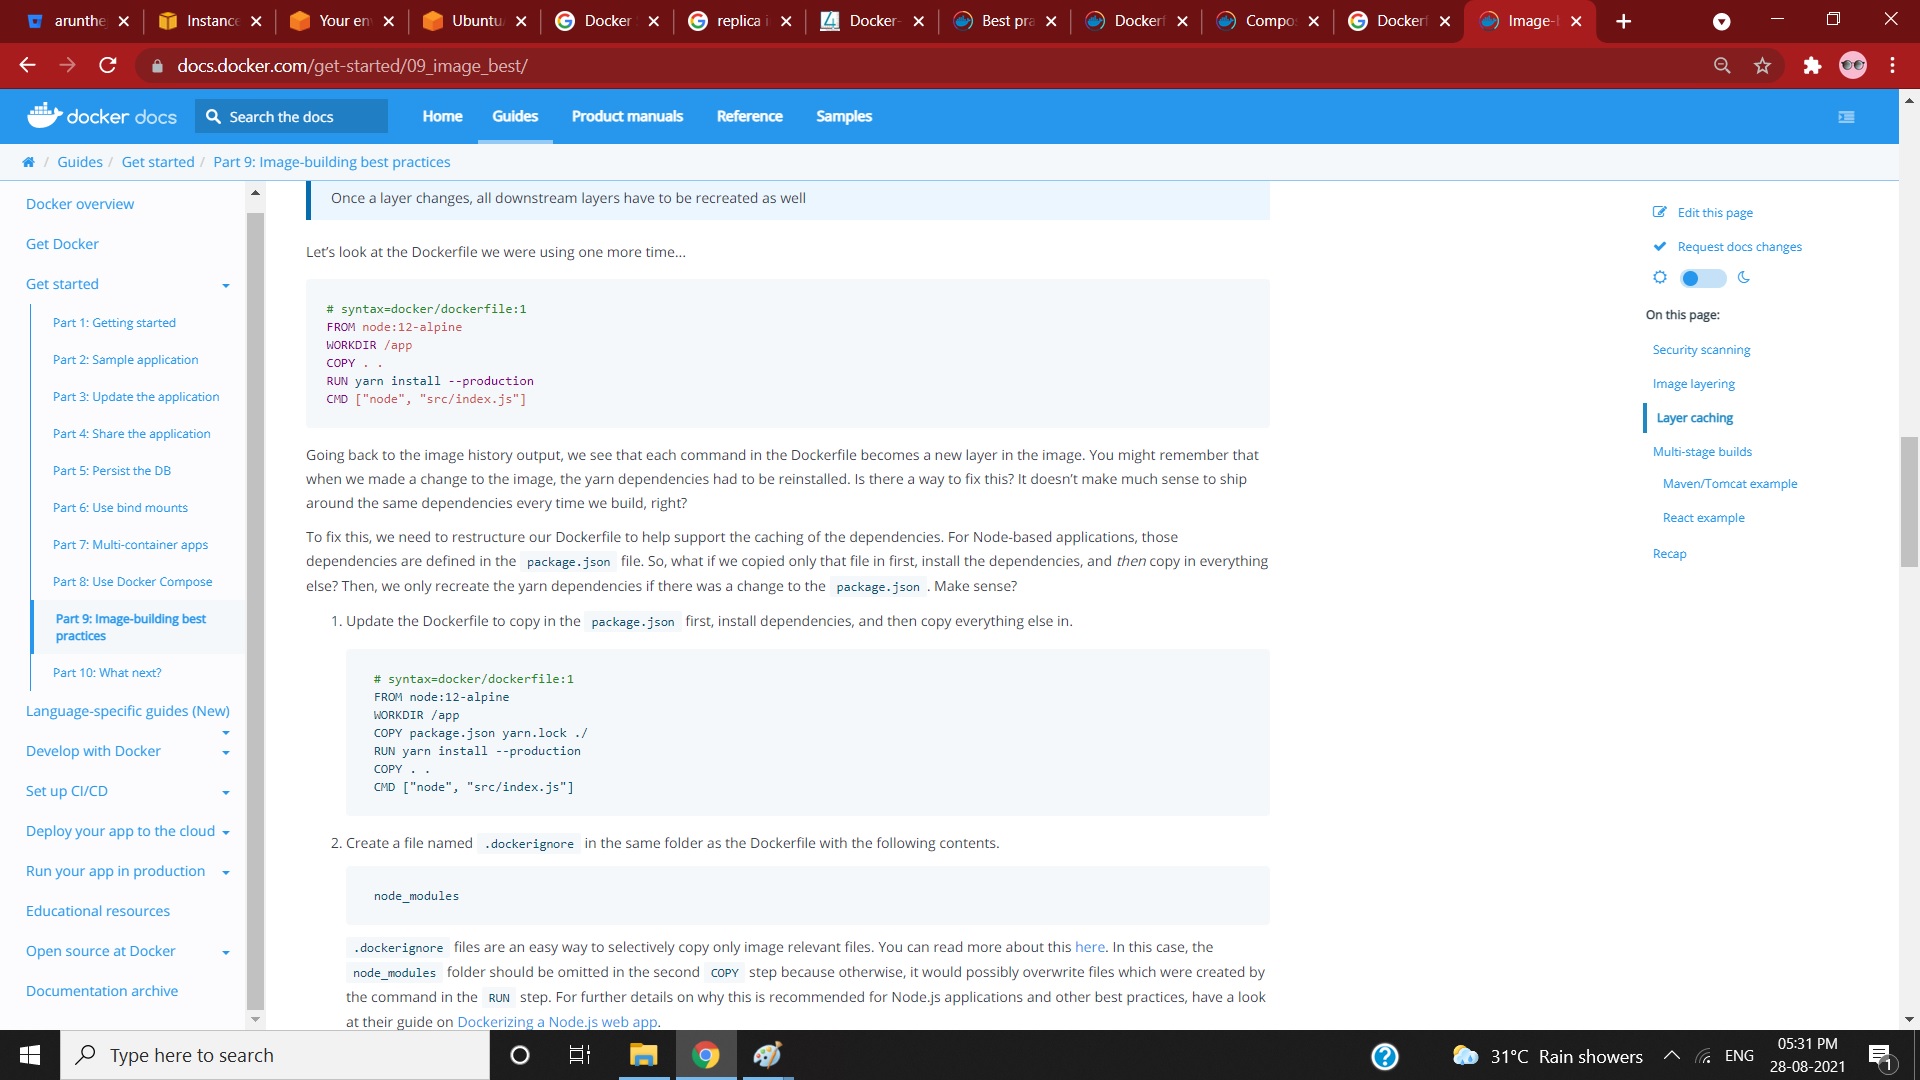 arunthe
Instance
Your en
Ubuntu
Docker
replica i
Docker-
Best pra
Dockerf
Compo
Dockerf
Image-
docs.docker.com/get-started/09_image_best/
docker docs
Search the docs
Home
Guides
Product manuals
Reference
Samples
/ Guides / Get started / Part 9: Image-building best practices
Docker overview
Get Docker
Get started
Part 1: Getting started
Part 2: Sample application
Part 3: Update the application
Part 4: Share the application
Part 5: Persist the DB
Part 6: Use bind mounts
Part 7: Multi-container apps
Part 8: Use Docker Compose
Part 9: Image-building best
practices
Part 10: What next?
Language-specific guides (New)
Develop with Docker
Set up CI/CD
Deploy your app to the cloud
Run your app in production
Educational resources
Open source at Docker
Documentation archive
Once a layer changes, all downstream layers have to be recreated as well
Let's look at the Dockerfile we were using one more time...
# syntax=docker/dockerfile:1
FROM node:12-alpine
WORKDIR /app
COPY . .
RUN yarn install --production
CMD ["node", "src/index.js"]
Going back to the image history output, we see that each command in the Dockerfile becomes a new layer in the image. You might remember that
when we made a change to the image, the yarn dependencies had to be reinstalled. Is there a way to fix this? It doesn't make much sense to ship
around the same dependencies every time we build, right?
To fix this, we need to restructure our Dockerfile to help support the caching of the dependencies. For Node-based applications, those
dependencies are defined in the package.json file. So, what if we copied only that file in first, install the dependencies, and then copy in everything
else? Then, we only recreate the yarn dependencies if there was a change to the package.json . Make sense?
1. Update the Dockerfile to copy in the package.json first, install dependencies, and then copy everything else in.
# syntax=docker/dockerfile:1
FROM node:12-alpine
WORKDIR /app
COPY package.json yarn.lock ./
RUN yarn install --production
COPY . .
CMD ["node", "src/index.js"]
2. Create a file named .dockerignore in the same folder as the Dockerfile with the following contents.
node_modules
.dockerignore files are an easy way to selectively copy only image relevant files. You can read more about this here. In this case, the
node_modules folder should be omitted in the second COPY step because otherwise, it would possibly overwrite files which were created by
the command in the RUN step. For further details on why this is recommended for Node.js applications and other best practices, have a look
at their guide on Dockerizing a Node.js web app.
Edit this page
Request docs changes
On this page:
Security scanning
Image layering
Layer caching
Multi-stage builds
Maven/Tomcat example
React example
Recap
Type here to search
31°C Rain showers
ENG
05:31 PM
28-08-2021
1